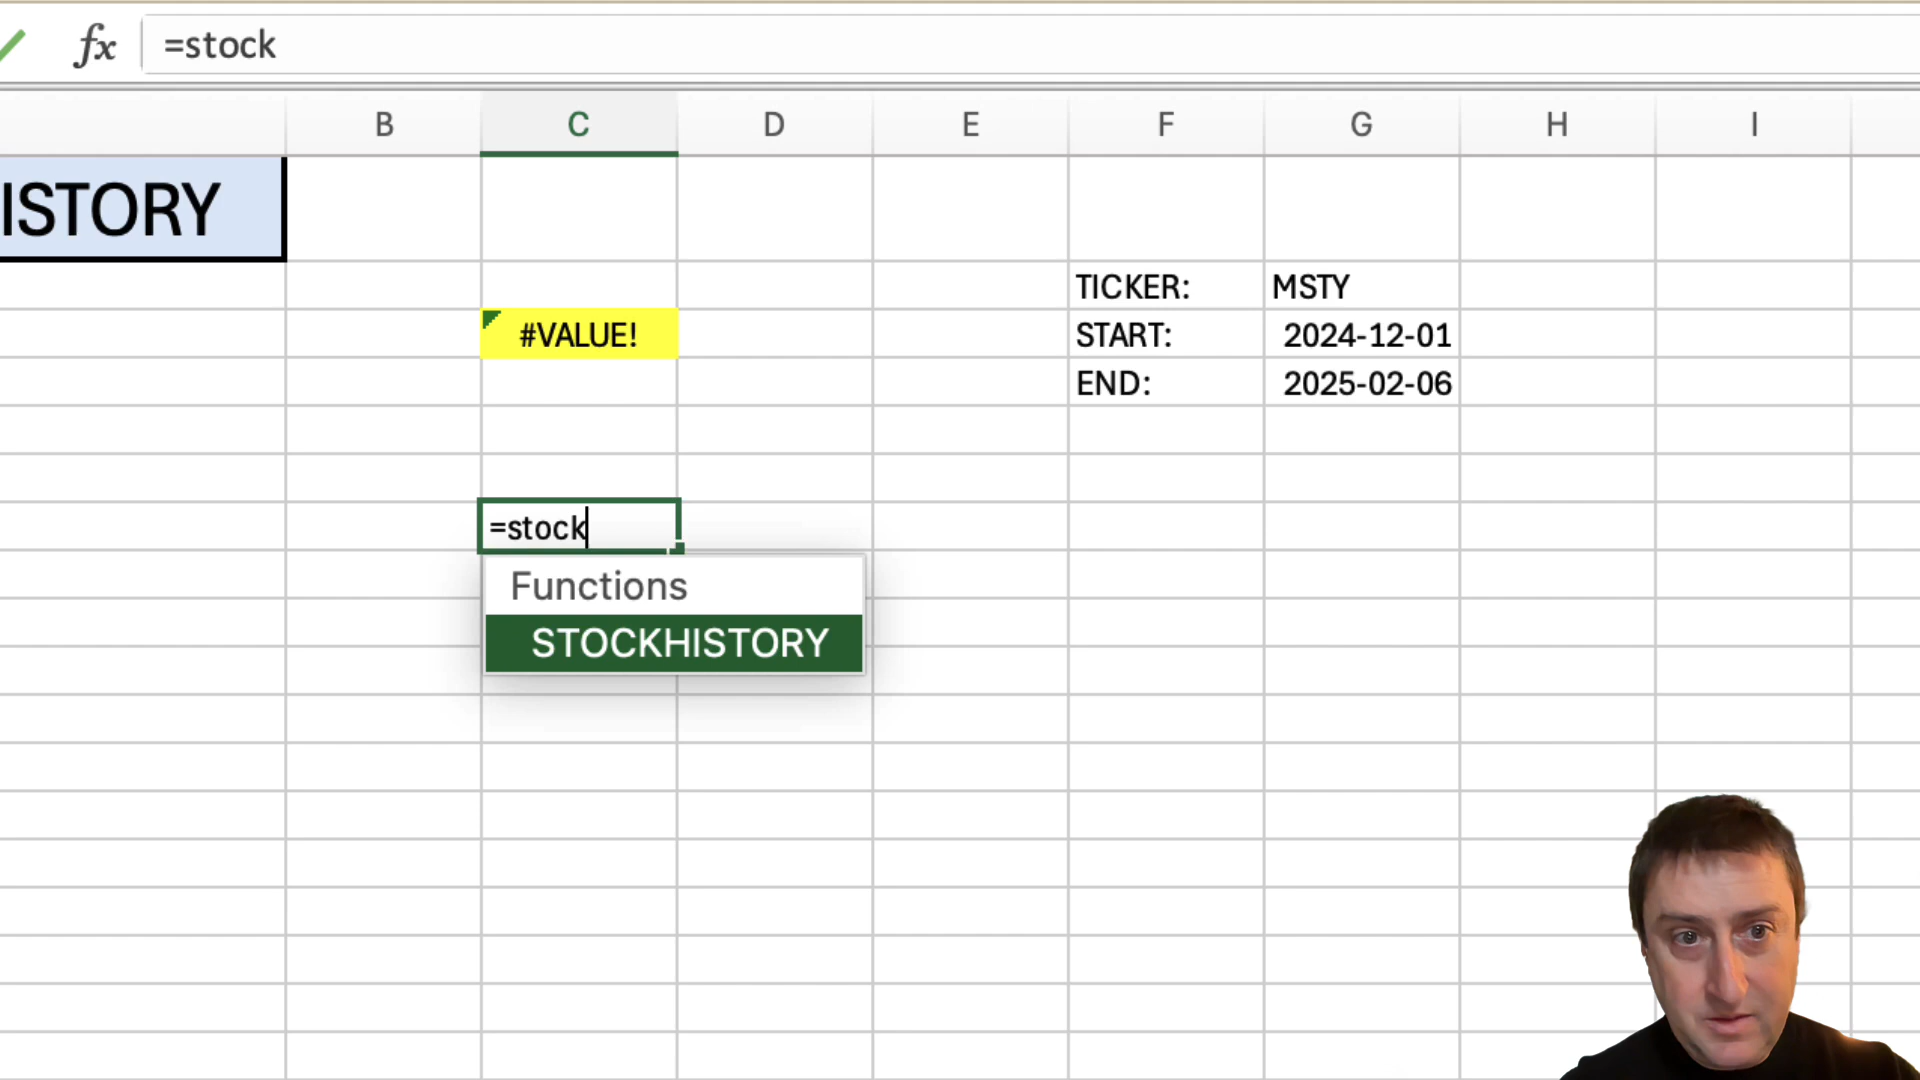 fx =stock
B C D E F G H I
ISTORY
TICKER: MSTY
#VALUE! START: 2024-12-01
END: 2025-02-06
=stock
Functions
STOCKHISTORY